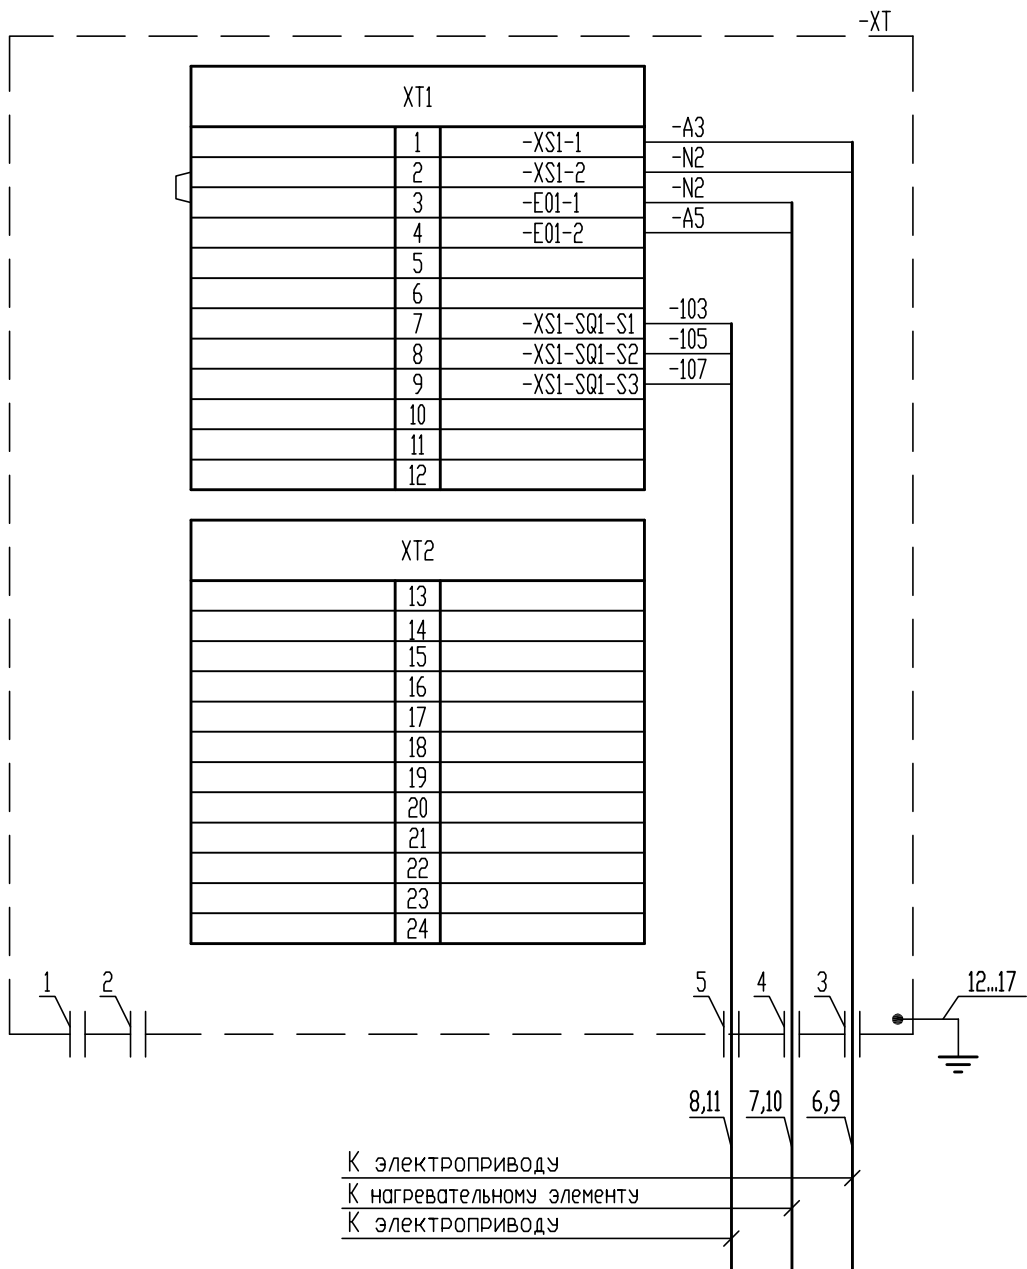 -XT
XT1
1 -XS1-1 -A3
2 -XS1-2 -N2
3 -E01-1 -N2
4 -E01-2 -A5
5
6
7 -XS1-SQ1-S1 -103
8 -XS1-SQ1-S2 -105
9 -XS1-SQ1-S3 -107
10
11
12
XT2
13
14
15
16
17
18
19
20
21
22
23
24
1 2 5 4 3 12...17
8,11 7,10 6,9
К электроприводу
К нагревательному элементу
К электроприводу